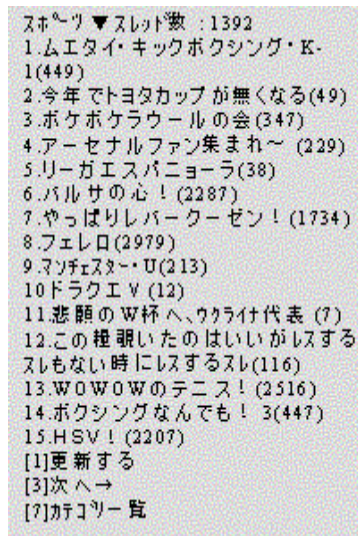 ｽﾎﾟｰﾂ▼ｽﾚｯﾄﾞ数 :1392
1.ムエタイ・キックボクシング・K-
1(449)
2.今年でトヨタカップが無くなる(49)
3.ボケボケラウールの会(347)
4.アーセナルファン集まれ～ (229)
5.リーガエスパニョーラ(38)
6.バルサの心！(2287)
7.やっぱりレバークーゼン！(1734)
8.フェレロ(2979)
9.ﾏﾝﾁｪｽﾀｰ・U(213)
10ドラクエV (12)
11.悲願のW杯へ､ｳｸﾗｲﾅ代表 (7)
12.この種覗いたのはいいがﾚｽする
ｽﾚもない時にﾚｽするｽﾚ(116)
13.WOWOWのテニス！(2516)
14.ボクシングなんでも！ 3(447)
15.HSV！(2207)
[1]更新する
[3]次へ→
[7]ｶﾃｺﾞﾘｰ覧